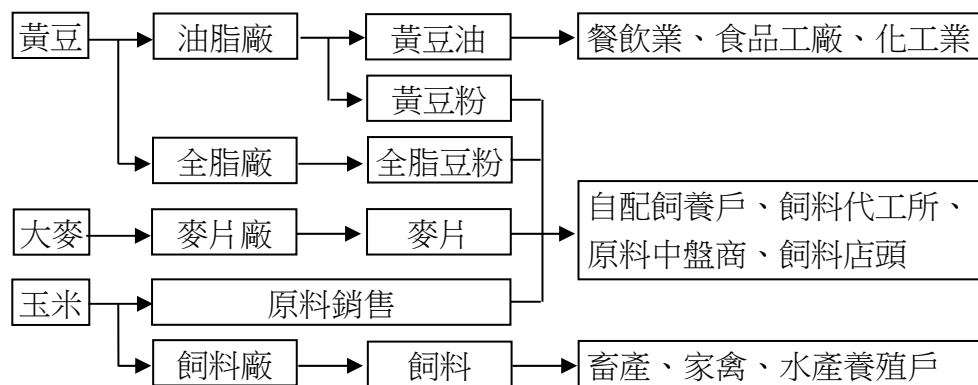 黃豆
油脂廠
黃豆油
餐飲業、食品工廠、化工業
黃豆粉
全脂廠
全脂豆粉
大麥
麥片廠
麥片
自配飼養戶、飼料代工所、
原料中盤商、飼料店頭
玉米
原料銷售
飼料廠
飼料
畜產、家禽、水產養殖戶